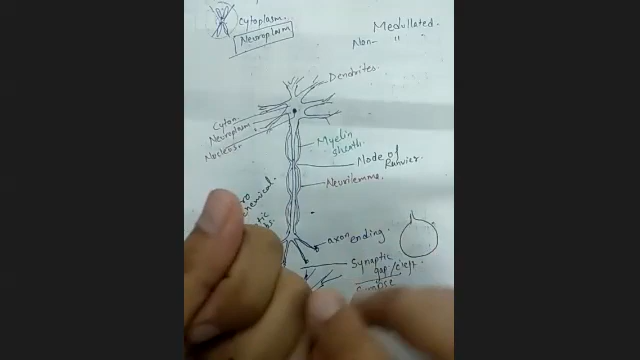 Cytoplasm.
Neuroplasm
Medullated.
Non- " "
Dendrites.
Cyton.
Neuroplasm.
Nucleus.
Myelin
Sheath.
Node of
Ranvier.
Neurilemma.
axon ending.
Synaptic
gap/cleft.